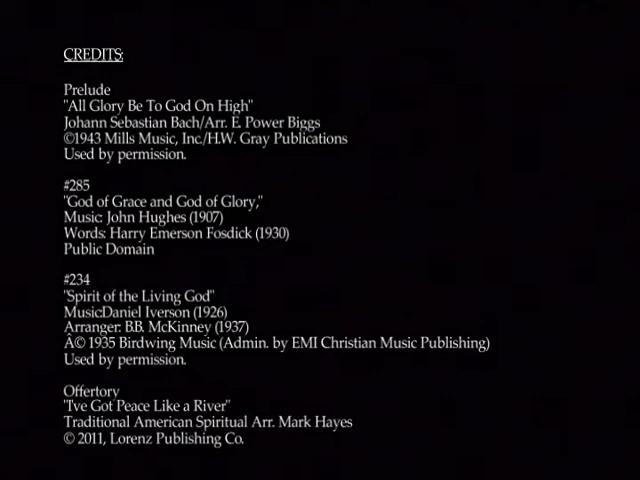 CREDITS:
Prelude
"All Glory Be To God On High"
Johann Sebastian Bach/Arr. E. Power Biggs
©1943 Mills Music, Inc./H.W. Gray Publications
Used by permission.
#285
"God of Grace and God of Glory,"
Music: John Hughes (1907)
Words: Harry Emerson Fosdick (1930)
Public Domain
#234
"Spirit of the Living God"
Music:Daniel Iverson (1926)
Arranger: B.B. McKinney (1937)
Â© 1935 Birdwing Music (Admin. by EMI Christian Music Publishing)
Used by permission.
Offertory
"I've Got Peace Like a River"
Traditional American Spiritual Arr. Mark Hayes
© 2011, Lorenz Publishing Co.